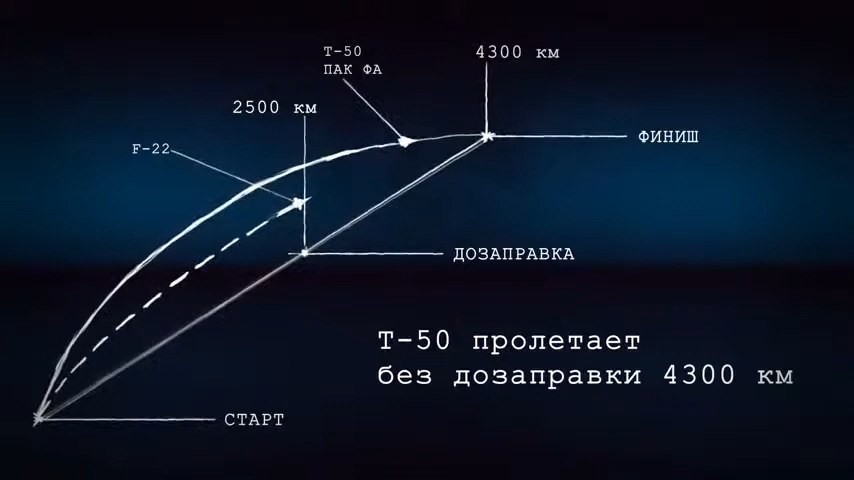 Т-50
ПАК ФА
4300 км
2500 км
F-22
ФИНИШ
ДОЗАПРАВКА
Т-50 пролетает
без дозаправки 4300 км
СТАРТ